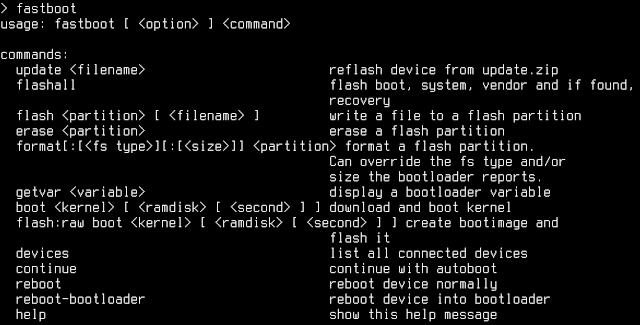 > fastboot
usage: fastboot [ <option> ] <command>
commands:
update <filename> reflash device from update.zip
flashall flash boot, system, vendor and if found,
recovery
flash <partition> [ <filename> ] write a file to a flash partition
erase <partition> erase a flash partition
format[:[<fs type>][:[<size>]] <partition> format a flash partition.
Can override the fs type and/or
size the bootloader reports.
getvar <variable> display a bootloader variable
boot <kernel> [ <ramdisk> [ <second> ] ] download and boot kernel
flash:raw boot <kernel> [ <ramdisk> [ <second> ] ] create bootimage and
flash it
devices list all connected devices
continue continue with autoboot
reboot reboot device normally
reboot-bootloader reboot device into bootloader
help show this help message